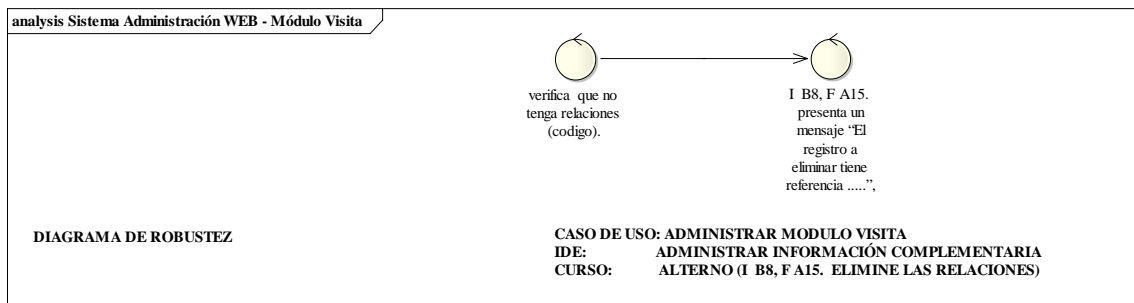 analysis Sistema Administración WEB - Módulo Visita
verifica que no
tenga relaciones
(codigo).
I B8, F A15.
presenta un
mensaje “El
registro a
eliminar tiene
referencia .....”,
DIAGRAMA DE ROBUSTEZ
CASO DE USO: ADMINISTRAR MODULO VISITA
IDE: ADMINISTRAR INFORMACIÓN COMPLEMENTARIA
CURSO: ALTERNO (I B8, F A15. ELIMINE LAS RELACIONES)